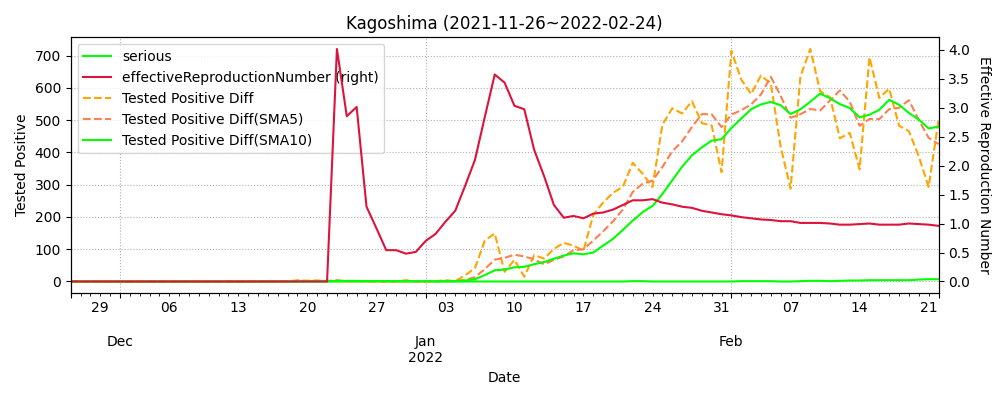 Kagoshima (2021-11-26~2022-02-24)
serious
effectiveReproductionNumber (right)
Tested Positive Diff
Tested Positive Diff(SMA5)
Tested Positive Diff(SMA10)
Tested Positive
700
600
500
400
300
200
100
0
4.0
3.5
3.0
2.5
2.0
1.5
1.0
0.5
0.0
Effective Reproduction Number
29 06 13 20 27 03 10 17 24 31 07 14 21
Dec Jan Feb
2022
Date